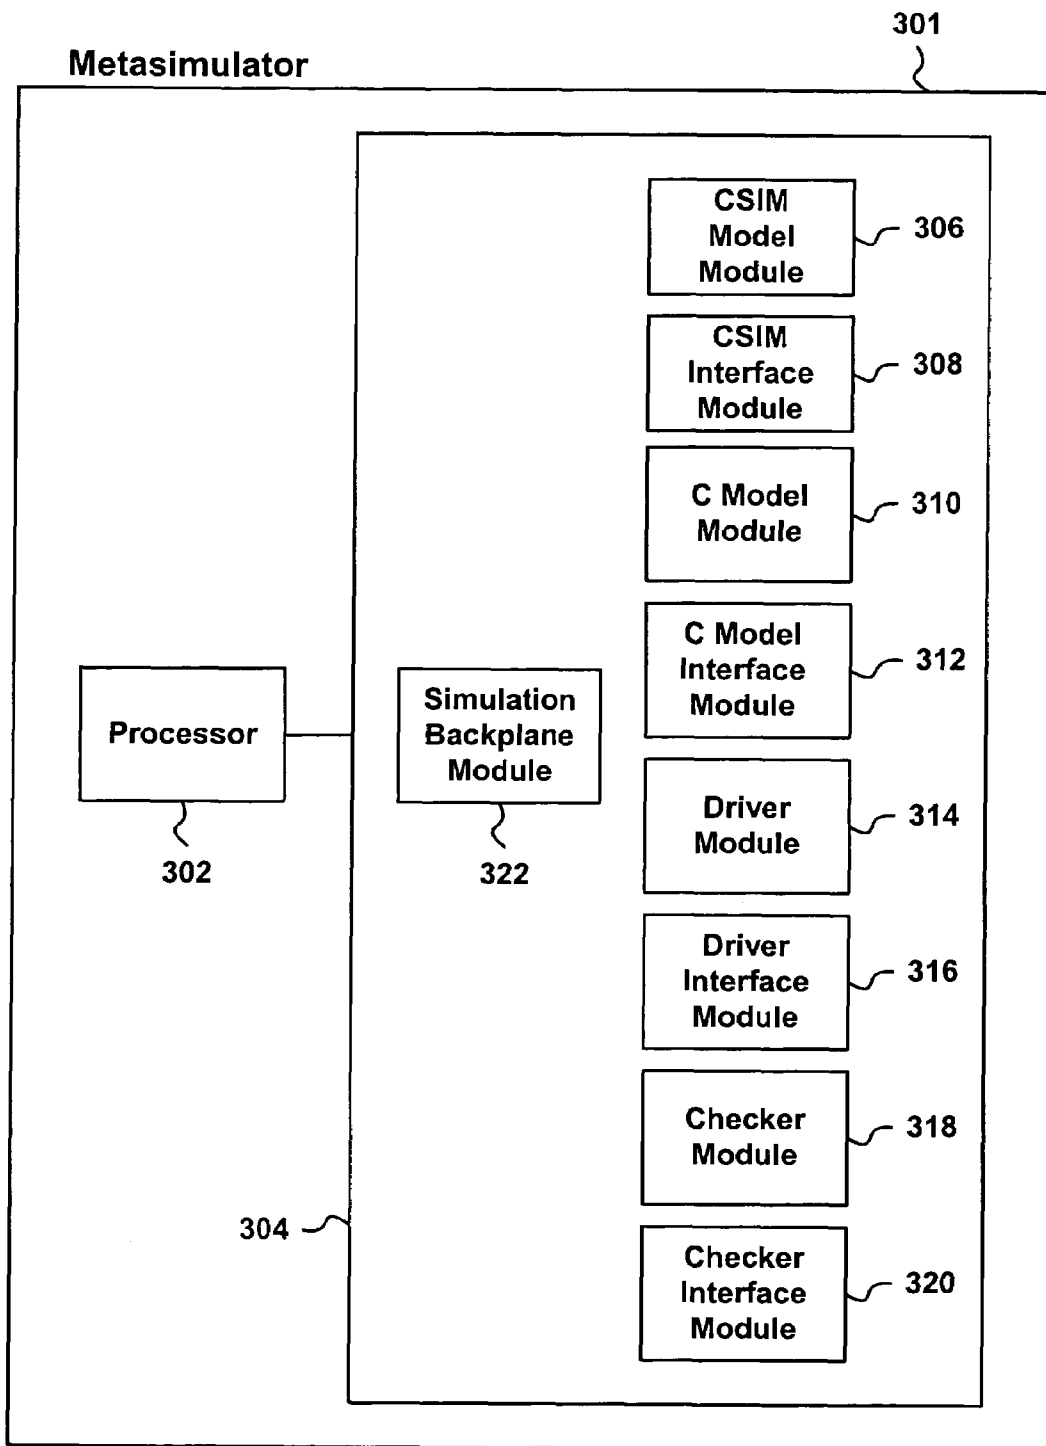 301
Metasimulator
CSIM
Model
Module
306
CSIM
Interface
Module
308
C Model
Module
310
C Model
Interface
Module
312
Processor
302
Simulation
Backplane
Module
322
Driver
Module
314
Driver
Interface
Module
316
Checker
Module
318
304
Checker
Interface
Module
320